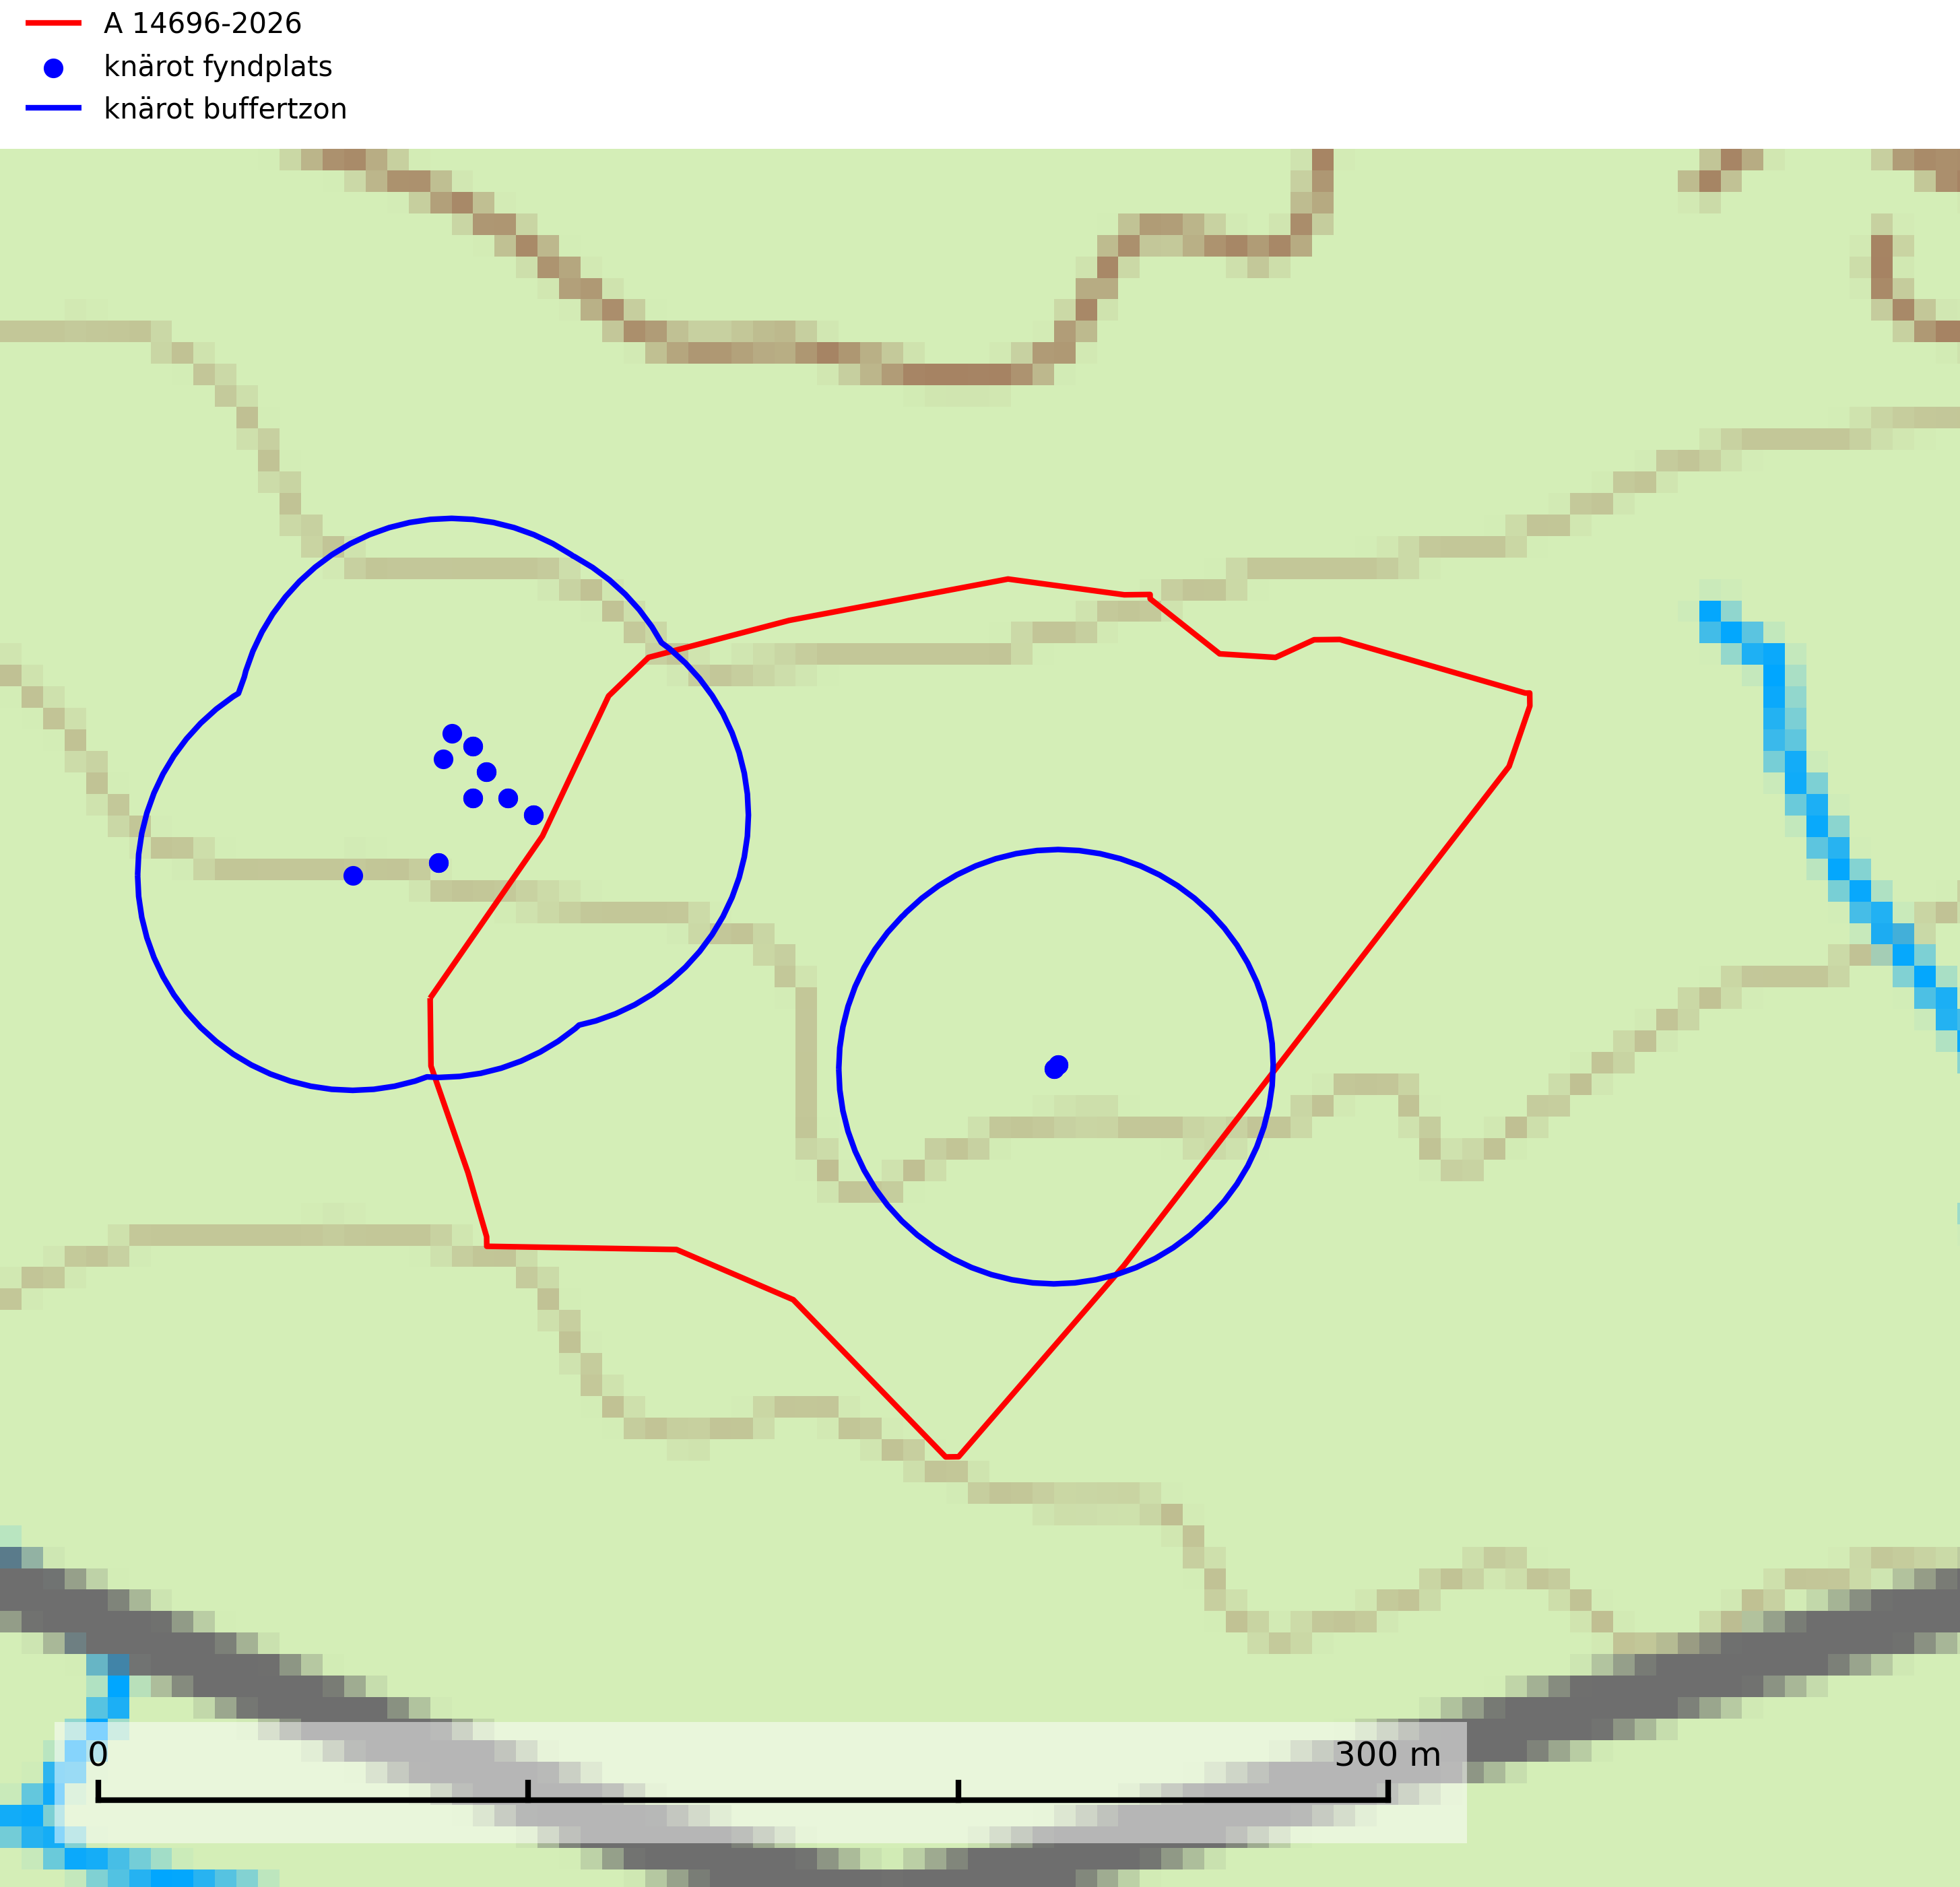 A 14696-2026
knärot fyndplats
knärot buffertzon
0
300 m